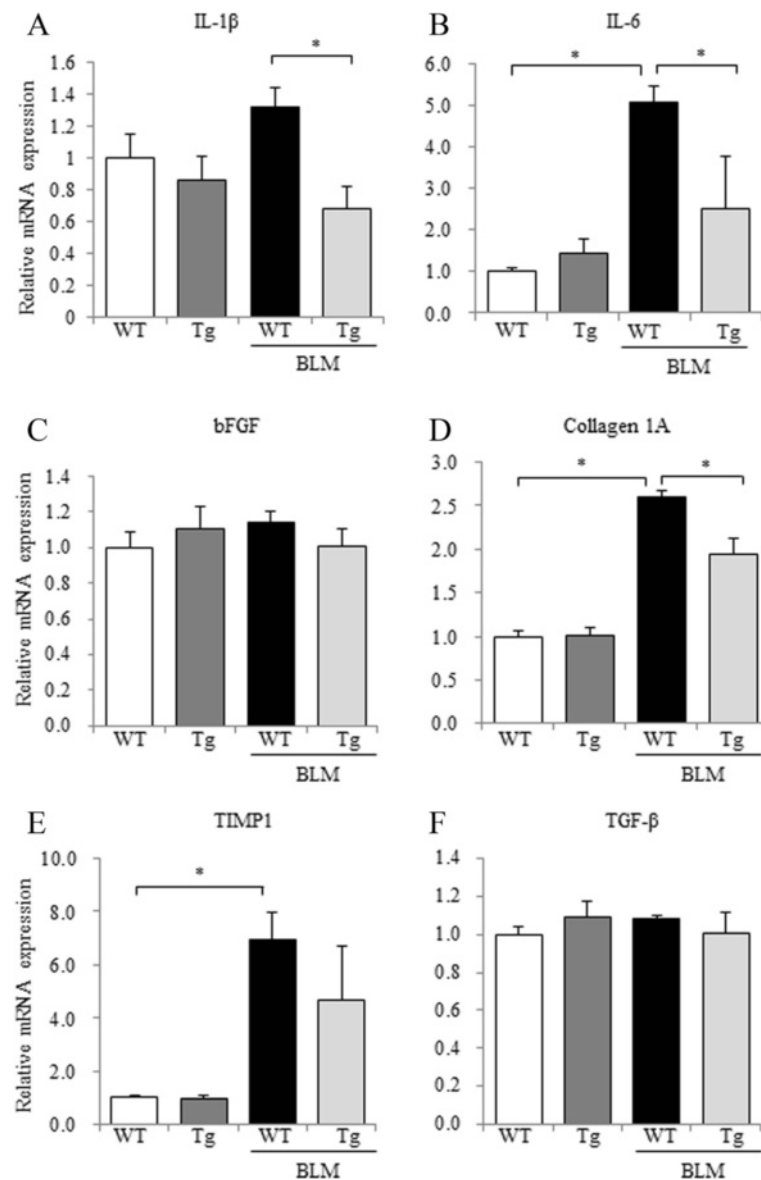 A
IL-1β
Relative mRNA expression
1.6
1.4
1.2
1
0.8
0.6
0.4
0.2
0
*
WT Tg WT Tg
BLM
B
IL-6
6.0
5.0
4.0
3.0
2.0
1.0
0.0
* *
WT Tg WT Tg
BLM
C
bFGF
Relative mRNA expression
1.4
1.2
1.0
0.8
0.6
0.4
0.2
0.0
WT Tg WT Tg
BLM
D
Collagen 1A
3.0
2.5
2.0
1.5
1.0
0.5
0.0
* *
WT Tg WT Tg
BLM
E
TIMP1
Relative mRNA expression
10.0
8.0
6.0
4.0
2.0
0.0
*
WT Tg WT Tg
BLM
F
TGF-β
1.4
1.2
1.0
0.8
0.6
0.4
0.2
0.0
WT Tg WT Tg
BLM